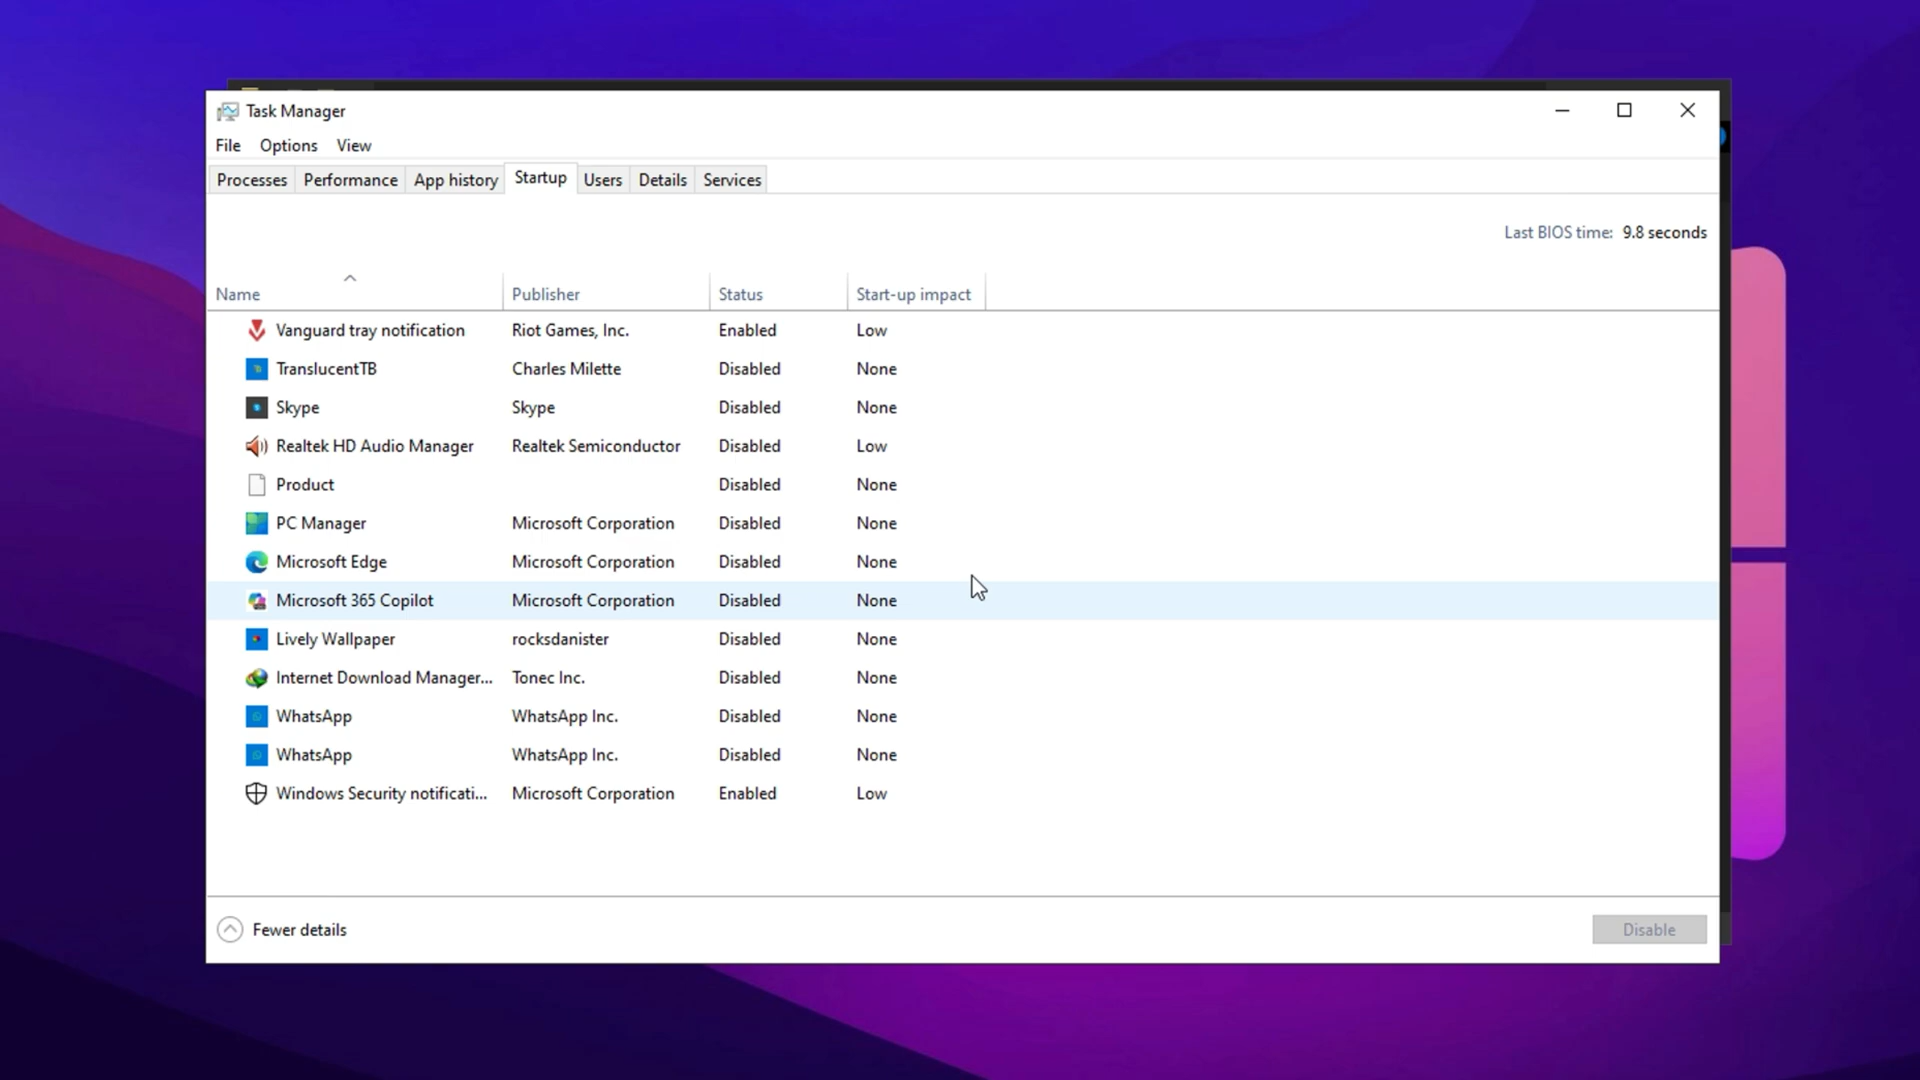 Task Manager
File Options View
Processes Performance App history Startup Users Details Services
Last BIOS time: 9.8 seconds
Name Publisher Status Start-up impact
Vanguard tray notification Riot Games, Inc. Enabled Low
TranslucentTB Charles Milette Disabled None
Skype Skype Disabled None
Realtek HD Audio Manager Realtek Semiconductor Disabled Low
Product Disabled None
PC Manager Microsoft Corporation Disabled None
Microsoft Edge Microsoft Corporation Disabled None
Microsoft 365 Copilot Microsoft Corporation Disabled None
Lively Wallpaper rocksdanister Disabled None
Internet Download Manager... Tonec Inc. Disabled None
WhatsApp WhatsApp Inc. Disabled None
WhatsApp WhatsApp Inc. Disabled None
Windows Security notificati... Microsoft Corporation Enabled Low
Fewer details Disable